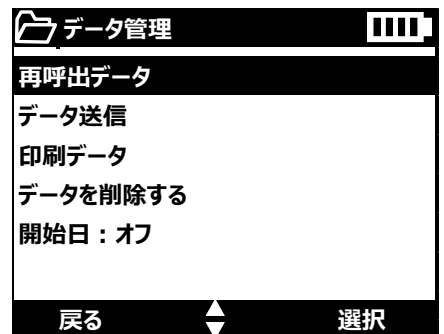 データ管理
再呼出データ
データ送信
印刷データ
データを削除する
開始日：オフ
戻る 選択